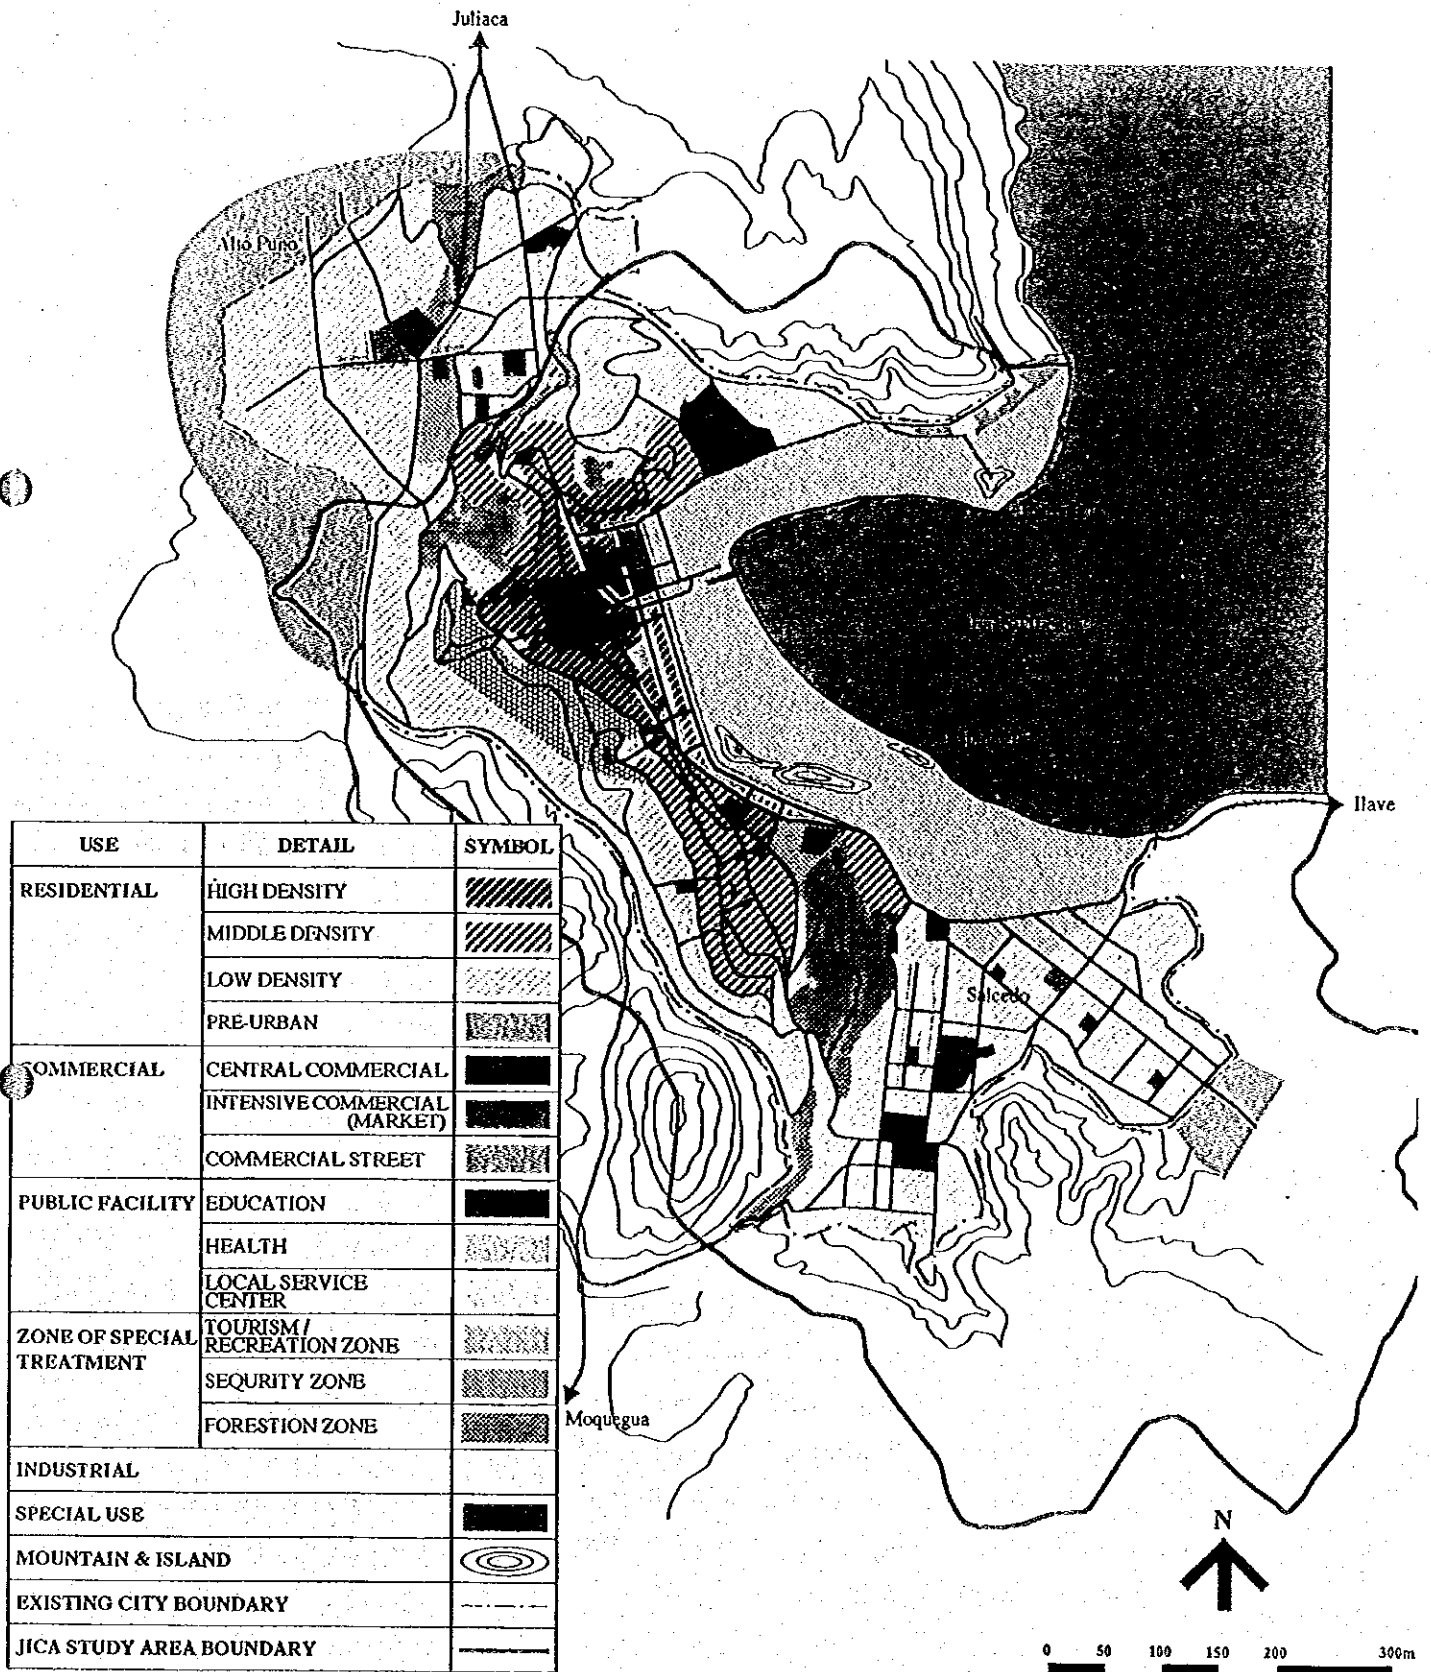 Juliaca
Alto Puno
Ilave
USE DETAIL SYMBOL
RESIDENTIAL HIGH DENSITY
MIDDLE DENSITY
LOW DENSITY
PRE-URBAN
COMMERCIAL CENTRAL COMMERCIAL
INTENSIVE COMMERCIAL
(MARKET)
COMMERCIAL STREET
PUBLIC FACILITY EDUCATION
HEALTH
LOCAL SERVICE
CENTER
ZONE OF SPECIAL
TREATMENT
TOURISM /
RECREATION ZONE
SEQURITY ZONE
FORESTION ZONE
INDUSTRIAL
SPECIAL USE
MOUNTAIN & ISLAND
EXISTING CITY BOUNDARY
JICA STUDY AREA BOUNDARY
Salcedo
Moquegua
N
0 50 100 150 200 300m